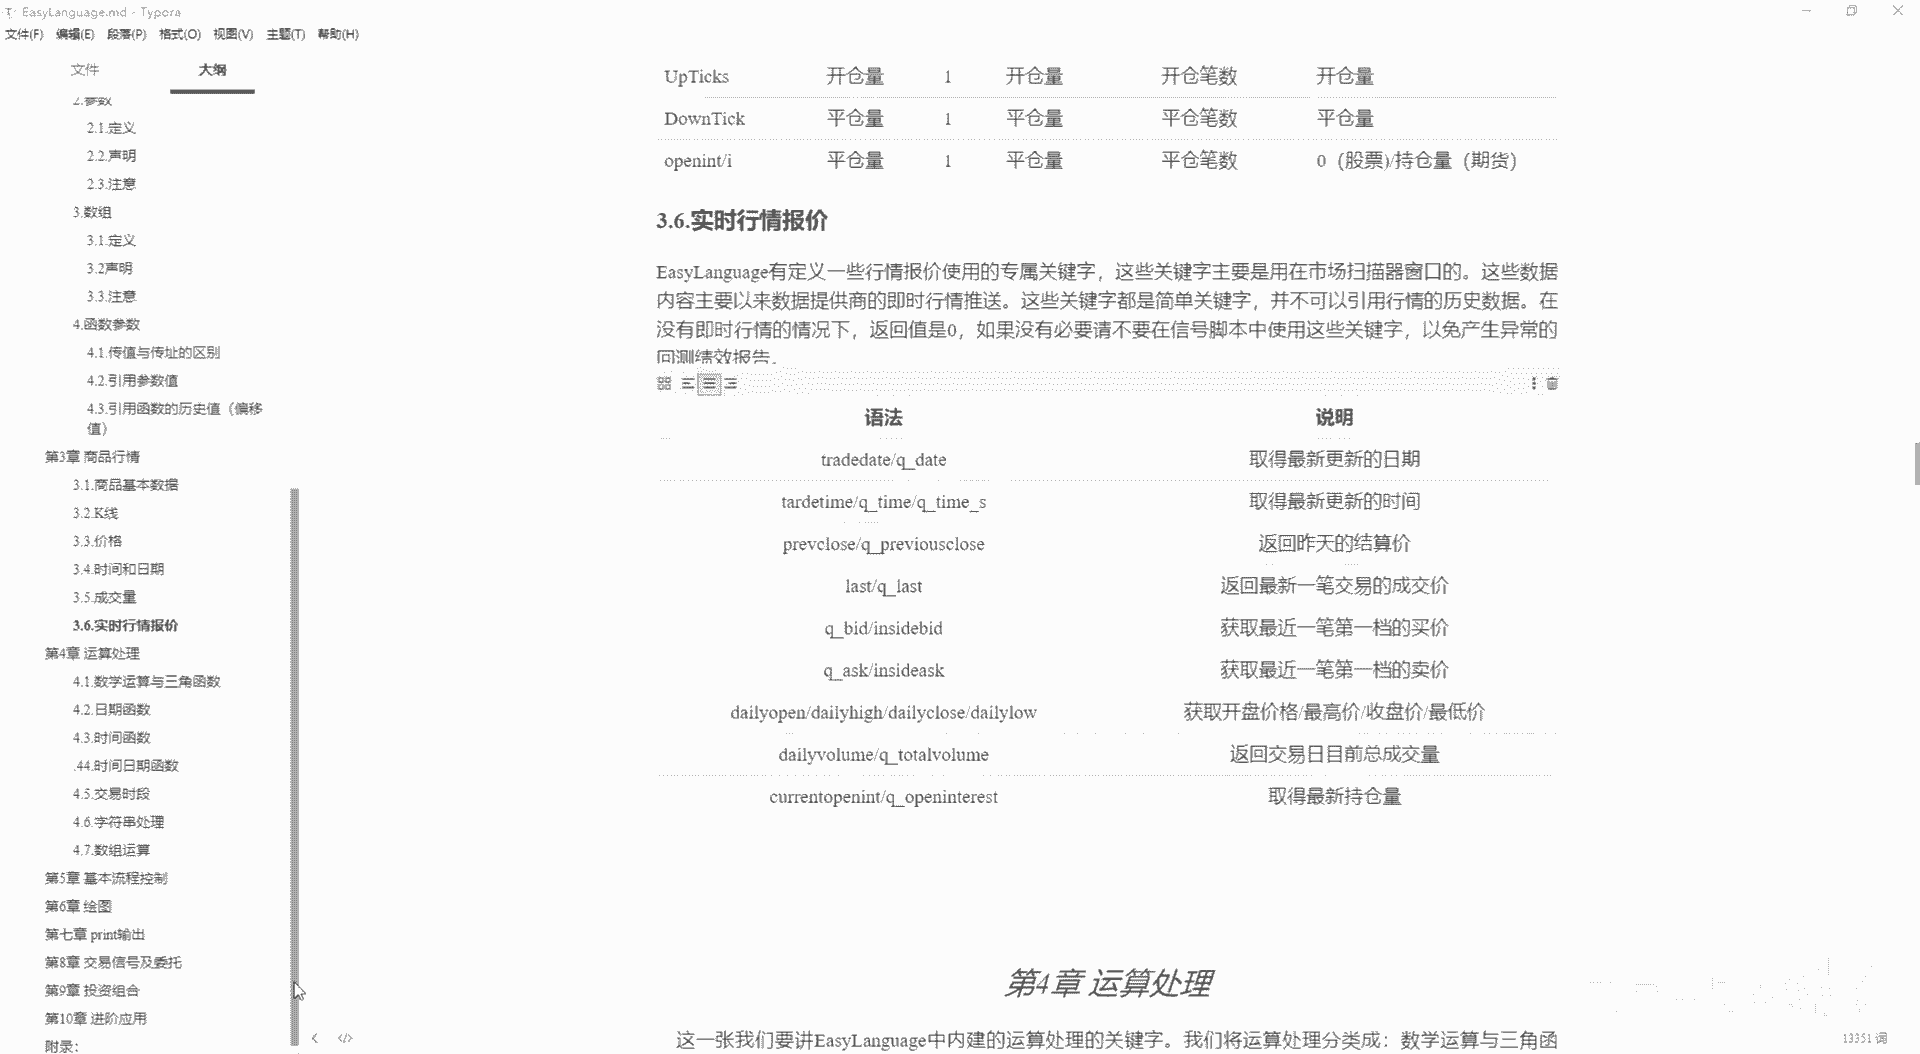 EasyLanguage.md - Typora
文件(F) 编辑(E) 段落(P) 格式(O) 视图(V) 主题(T) 帮助(H)
文件 大纲
2.参数
2.1.定义
2.2.声明
2.3.注意
3.数组
3.1.定义
3.2声明
3.3.注意
4.函数参数
4.1.传值与传址的区别
4.2.引用参数值
4.3.引用函数的历史值（偏移
值）
第3章 商品行情
3.1.商品基本数据
3.2.K线
3.3.价格
3.4.时间和日期
3.5.成交量
3.6.实时行情报价
第4章 运算处理
4.1.数学运算与三角函数
4.2.日期函数
4.3.时间函数
.44.时间日期函数
4.5.交易时段
4.6.字符串处理
4.7.数组运算
第5章 基本流程控制
第6章 绘图
第七章 print输出
第8章 交易信号及委托
第9章 投资组合
第10章 进阶应用
附录：
UpTicks 开仓量 1 开仓量 开仓笔数 开仓量
DownTick 平仓量 1 平仓量 平仓笔数 平仓量
openint/i 平仓量 1 平仓量 平仓笔数 0（股票)/持仓量（期货）
3.6.实时行情报价
EasyLanguage有定义一些行情报价使用的专属关键字，这些关键字主要是用在市场扫描器窗口的。这些数据
内容主要以来数据提供商的即时行情推送。这些关键字都是简单关键字，并不可以引用行情的历史数据。在
没有即时行情的情况下，返回值是0，如果没有必要请不要在信号脚本中使用这些关键字，以免产生异常的
回测绩效报告。
语法 说明
tradedate/q_date 取得最新更新的日期
tardetime/q_time/q_time_s 取得最新更新的时间
prevclose/q_previousclose 返回昨天的结算价
last/q_last 返回最新一笔交易的成交价
q_bid/insidebid 获取最近一笔第一档的买价
q_ask/insideask 获取最近一笔第一档的卖价
dailyopen/dailyhigh/dailyclose/dailylow 获取开盘价格/最高价/收盘价/最低价
dailyvolume/q_totalvolume 返回交易日目前总成交量
currentopenint/q_openinterest 取得最新持仓量
第4章 运算处理
这一张我们要讲EasyLanguage中内建的运算处理的关键字。我们将运算处理分类成：数学运算与三角函
13351 词